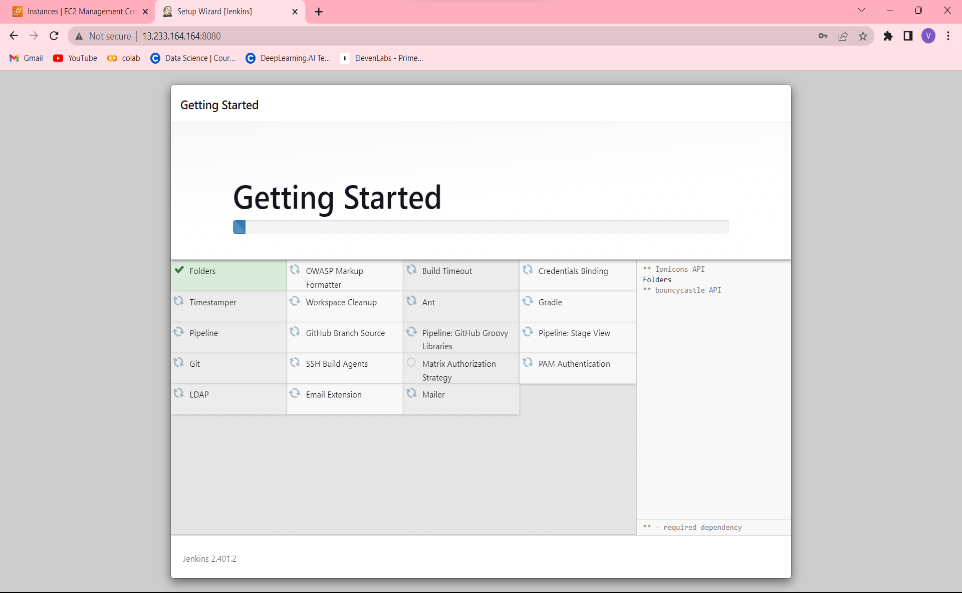 Instances | EC2 Management Co
Setup Wizard [Jenkins]
Not secure | 13.233.164.164:8080
V
Gmail
YouTube
colab
Data Science | Cour...
DeepLearning.AI Te...
ElevenLabs - Prime...
Getting Started
Getting Started
Folders
OWASP Markup
Formatter
Build Timeout
Credentials Binding
Timestamper
Workspace Cleanup
Ant
Gradle
Pipeline
GitHub Branch Source
Pipeline: GitHub Groovy
Libraries
Pipeline: Stage View
Git
SSH Build Agents
Matrix Authorization
Strategy
PAM Authentication
LDAP
Email Extension
Mailer
** Ionicons API
Folders
** bouncycastle API
** - required dependency
Jenkins 2.401.2